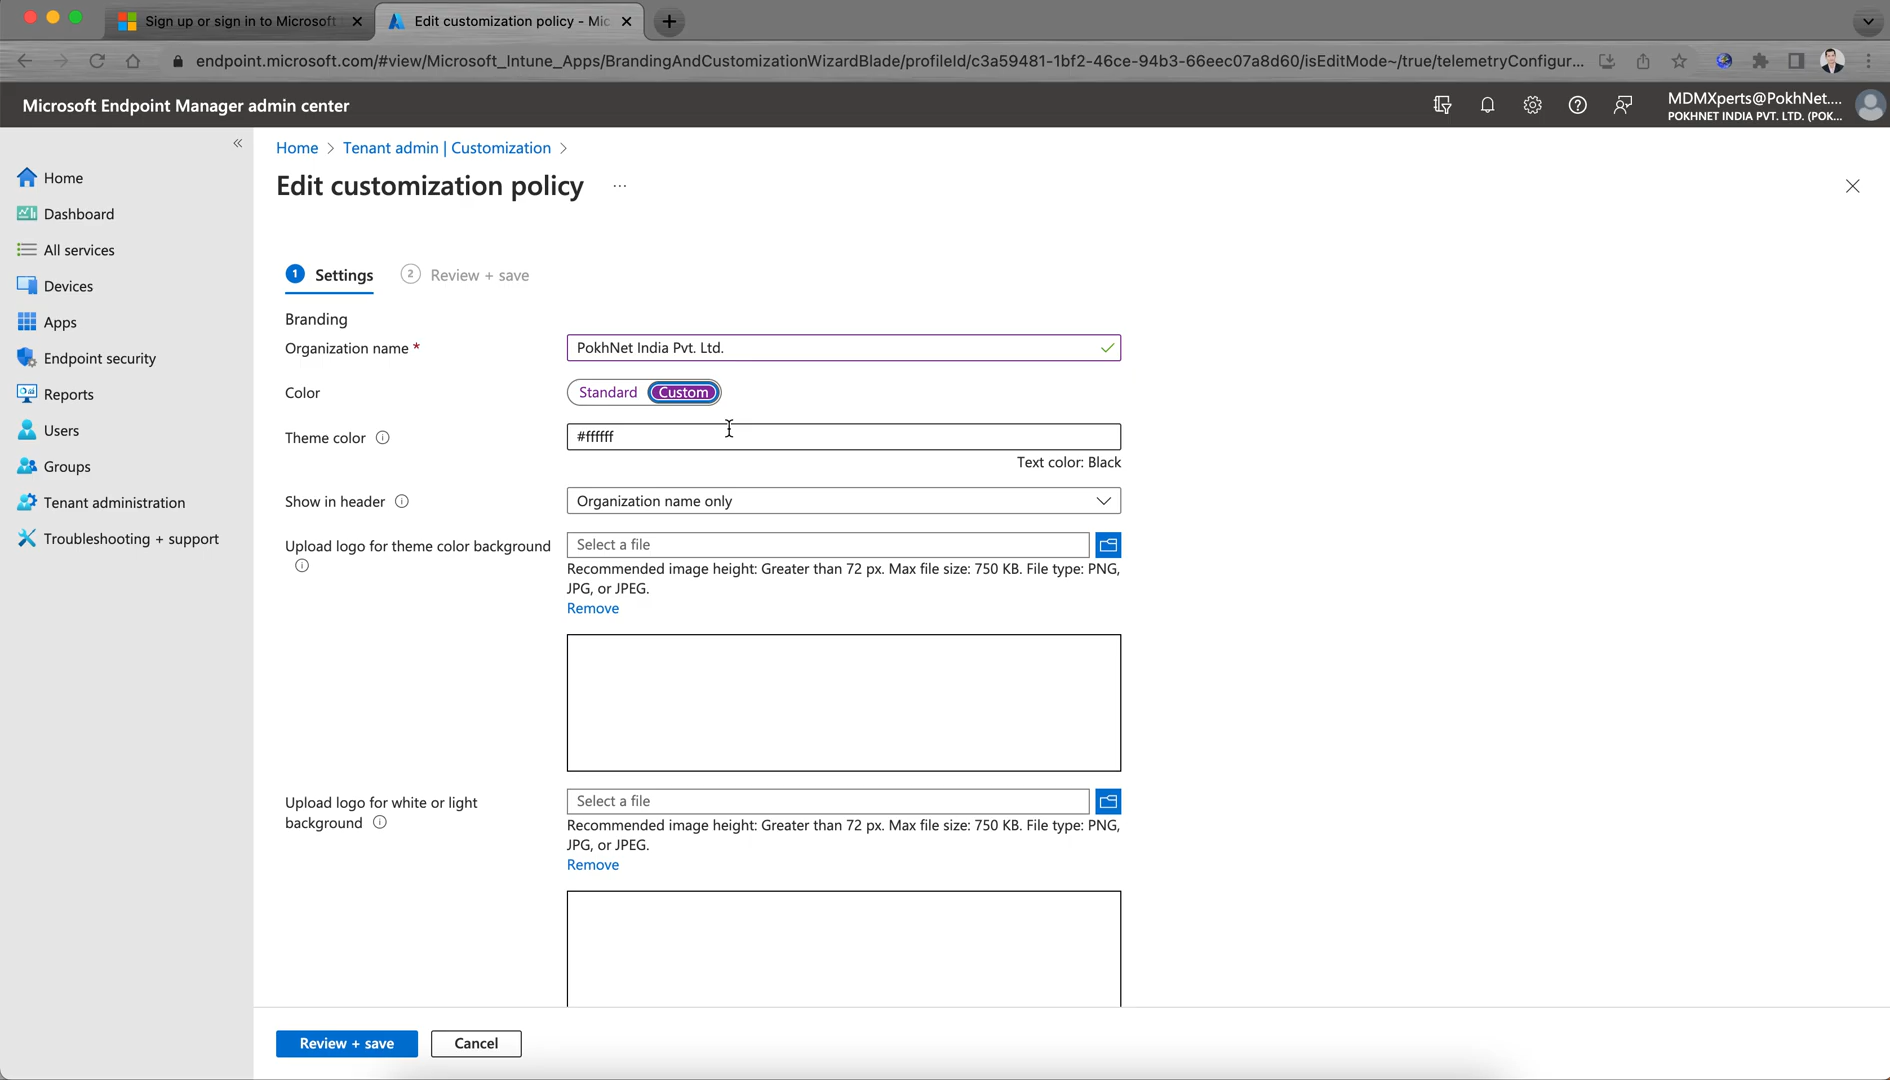 Sign up or sign in to Microsoft
Edit customization policy - Mic
endpoint.microsoft.com/#view/Microsoft_Intune_Apps/BrandingAndCustomizationWizardBlade/profileId/c3a59481-1bf2-46ce-94b3-66eec07a8d60/isEditMode~/true/telemetryConfigur...
Microsoft Endpoint Manager admin center
MDMXperts@PokhNet....
POKHNET INDIA PVT. LTD. (POK...
Home
Dashboard
All services
Devices
Apps
Endpoint security
Reports
Users
Groups
Tenant administration
Troubleshooting + support
Home > Tenant admin | Customization >
Edit customization policy ...
1 Settings
2 Review + save
Branding
Organization name *
PokhNet India Pvt. Ltd.
Color
Standard Custom
Theme color
#ffffff
Text color: Black
Show in header
Organization name only
Upload logo for theme color background
Select a file
Recommended image height: Greater than 72 px. Max file size: 750 KB. File type: PNG,
JPG, or JPEG.
Remove
Upload logo for white or light
background
Select a file
Recommended image height: Greater than 72 px. Max file size: 750 KB. File type: PNG,
JPG, or JPEG.
Remove
Review + save
Cancel